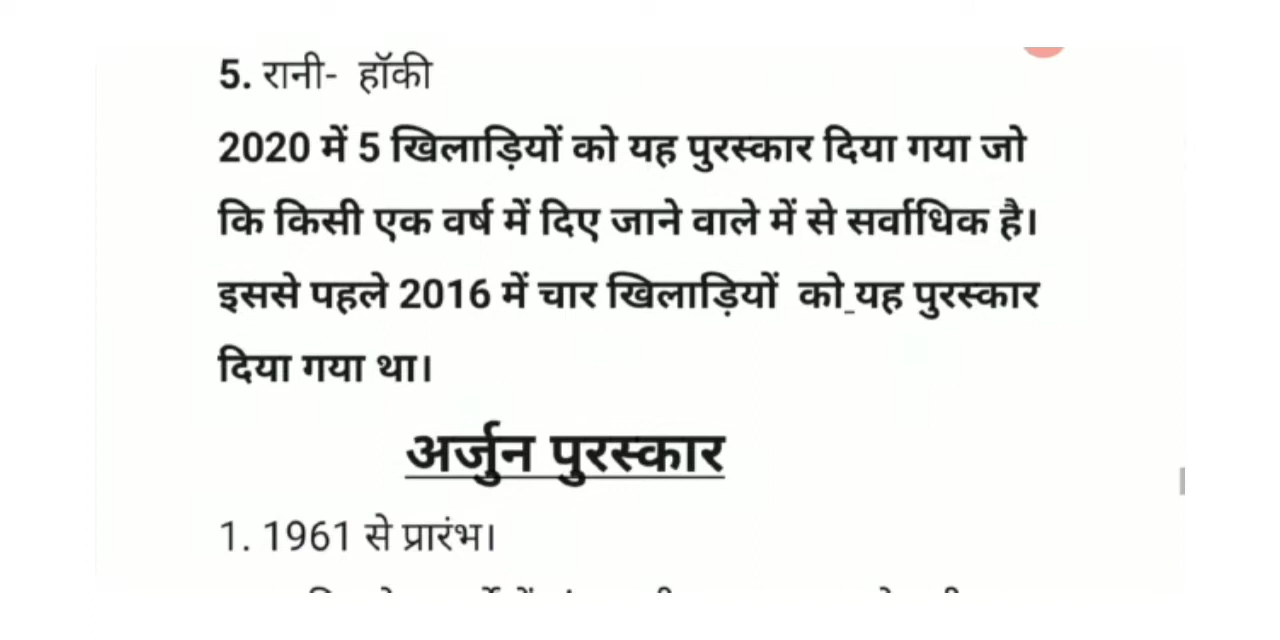 5. रानी- हॉकी
2020 में 5 खिलाड़ियों को यह पुरस्कार दिया गया जो
कि किसी एक वर्ष में दिए जाने वाले में से सर्वाधिक है।
इससे पहले 2016 में चार खिलाड़ियों को यह पुरस्कार
दिया गया था।
अर्जुन पुरस्कार
1. 1961 से प्रारंभ।